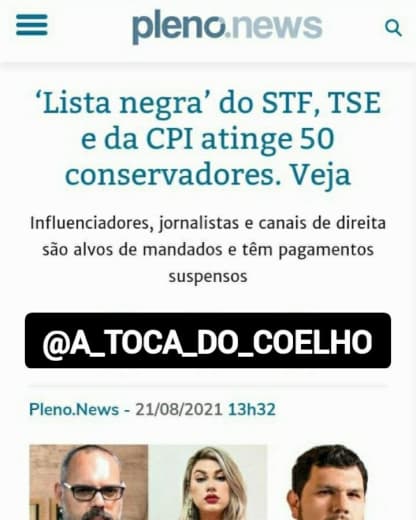 pleno.news
‘Lista negra’ do STF, TSE
e da CPI atinge 50
conservadores. Veja
Influenciadores, jornalistas e canais de direita
são alvos de mandados e têm pagamentos
suspensos
@A_TOCA_DO_COELHO
Pleno.News - 21/08/2021 13h32